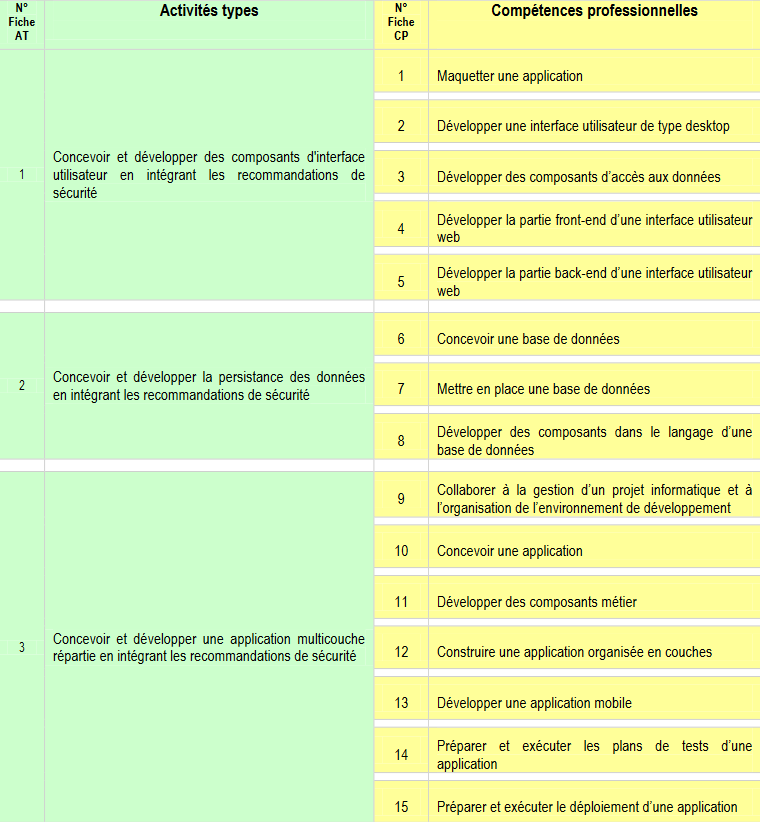 N°
Fiche
AT
Activités types
N°
Fiche
CP
Compétences professionnelles
1
Concevoir et développer des composants d'interface
utilisateur en intégrant les recommandations de
sécurité
1
Maquetter une application
2
Développer une interface utilisateur de type desktop
3
Développer des composants d’accès aux données
4
Développer la partie front-end d’une interface utilisateur
web
5
Développer la partie back-end d’une interface utilisateur
web
2
Concevoir et développer la persistance des données
en intégrant les recommandations de sécurité
6
Concevoir une base de données
7
Mettre en place une base de données
8
Développer des composants dans le langage d’une
base de données
3
Concevoir et développer une application multicouche
répartie en intégrant les recommandations de sécurité
9
Collaborer à la gestion d’un projet informatique et à
l’organisation de l’environnement de développement
10
Concevoir une application
11
Développer des composants métier
12
Construire une application organisée en couches
13
Développer une application mobile
14
Préparer et exécuter les plans de tests d’une
application
15
Préparer et exécuter le déploiement d’une application